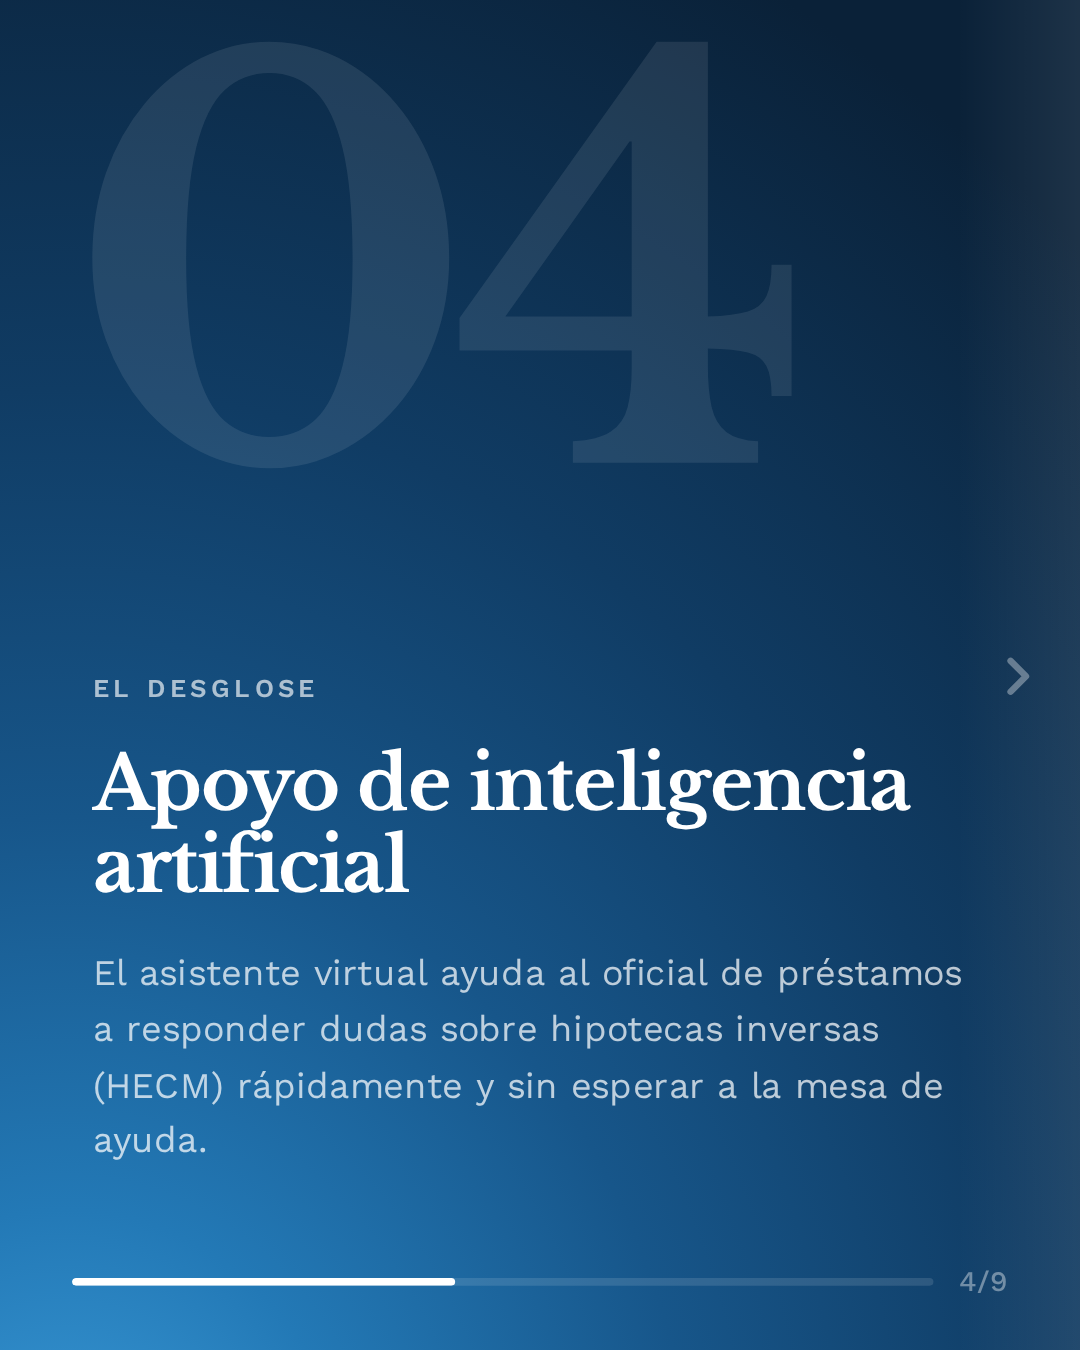 04
EL DESGLOSE
Apoyo de inteligencia
artificial
El asistente virtual ayuda al oficial de préstamos
a responder dudas sobre hipotecas inversas
(HECM) rápidamente y sin esperar a la mesa de
ayuda.
4/9